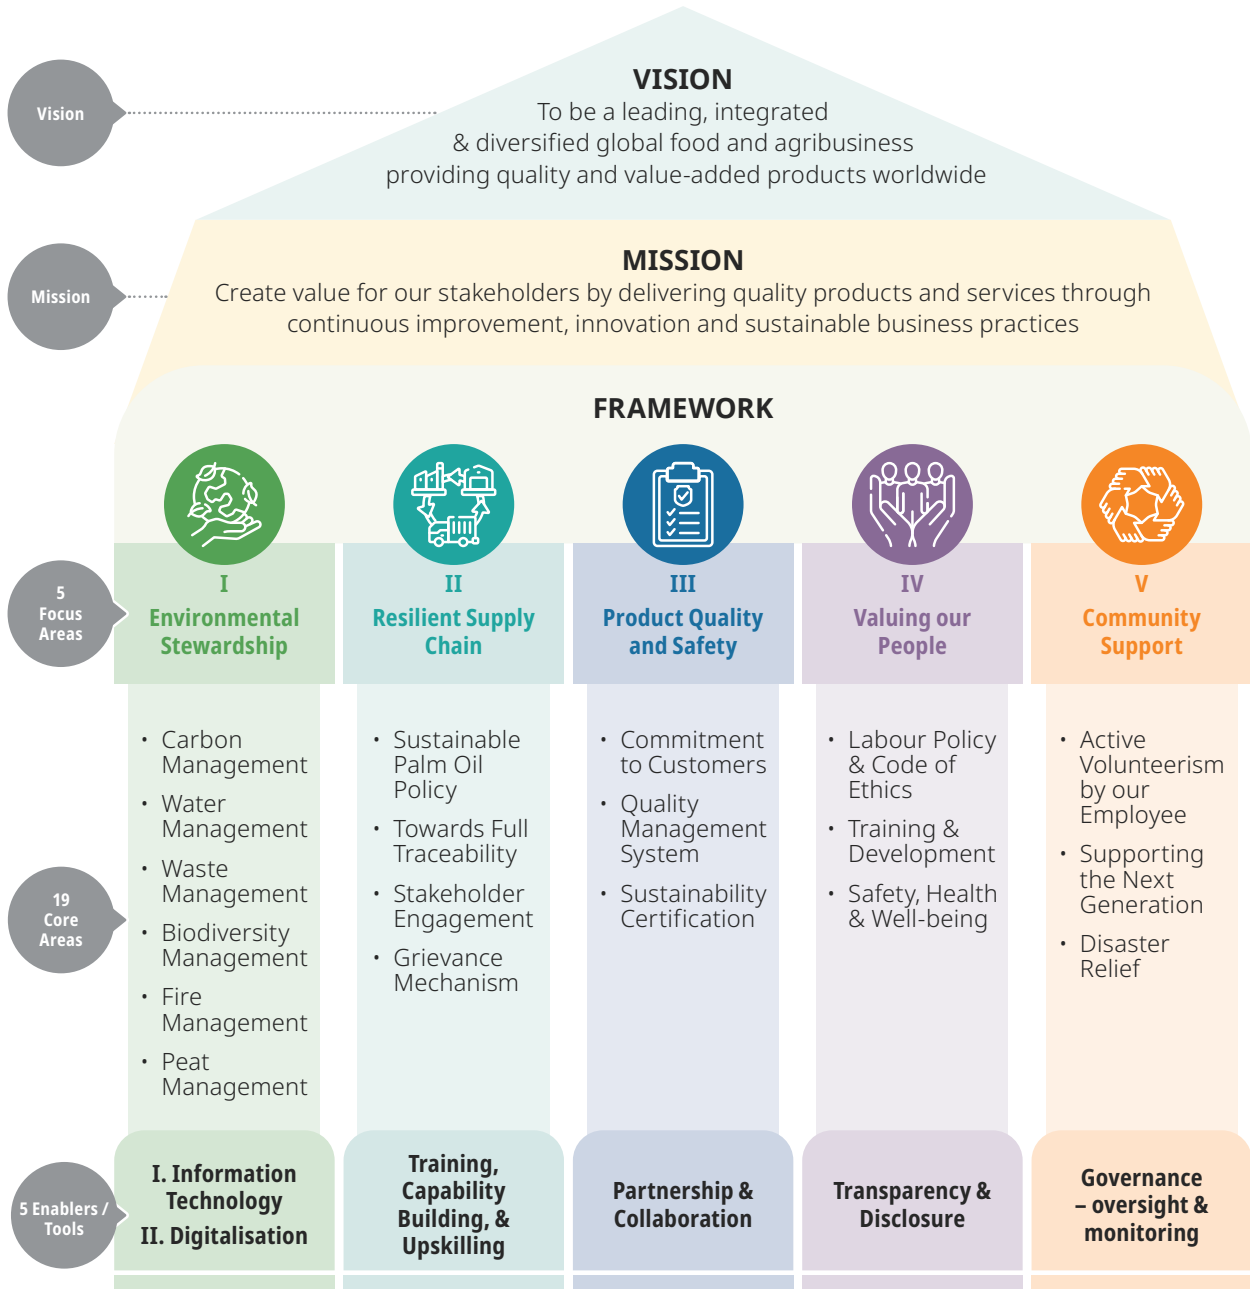 Vision
VISION
To be a leading, integrated
& diversified global food and agribusiness
providing quality and value-added products worldwide
Mission
MISSION
Create value for our stakeholders by delivering quality products and services through
continuous improvement, innovation and sustainable business practices
FRAMEWORK
5
Focus
Areas
I
Environmental
Stewardship
II
Resilient Supply
Chain
III
Product Quality
and Safety
IV
Valuing our
People
V
Community
Support
19
Core
Areas
• Carbon
Management
• Water
Management
• Waste
Management
• Biodiversity
Management
• Fire
Management
• Peat
Management
• Sustainable
Palm Oil
Policy
• Towards Full
Traceability
• Stakeholder
Engagement
• Grievance
Mechanism
• Commitment
to Customers
• Quality
Management
System
• Sustainability
Certification
• Labour Policy
& Code of
Ethics
• Training &
Development
• Safety, Health
& Well-being
• Active
Volunteerism
by our
Employee
• Supporting
the Next
Generation
• Disaster
Relief
5 Enablers /
Tools
I. Information
Technology
II. Digitalisation
Training,
Capability
Building, &
Upskilling
Partnership &
Collaboration
Transparency &
Disclosure
Governance
– oversight &
monitoring